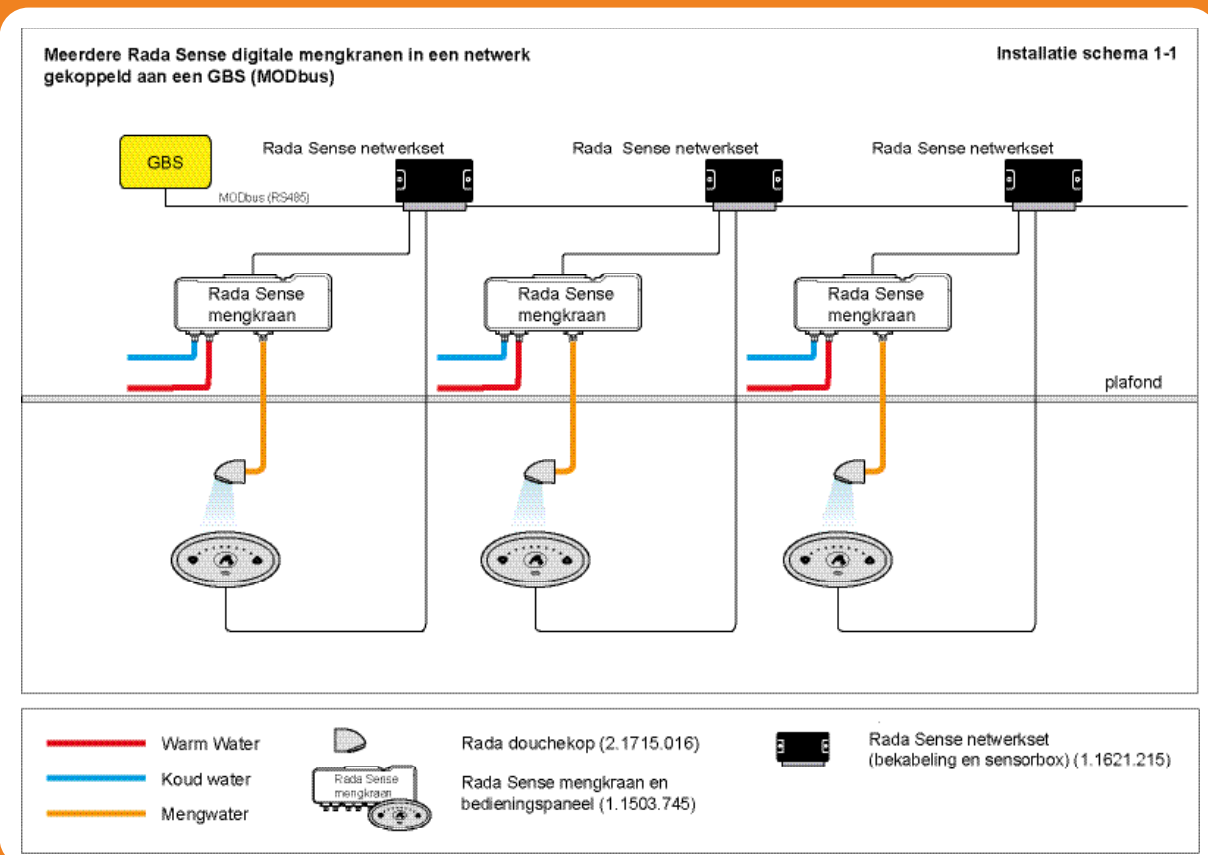 Meerdere Rada Sense digitale mengkranen in een netwerk
gekoppeld aan een GBS (MODbus)
Installatie schema 1-1
GBS
Rada Sense netwerkset
Rada Sense netwerkset
Rada Sense netwerkset
MODbus (RS485)
Rada Sense
mengkraan
Rada Sense
mengkraan
Rada Sense
mengkraan
plafond
Warm Water
Koud water
Mengwater
Rada douchekop (2.1715.016)
Rada Sense
mengkraan
Rada Sense mengkraan en
bedieningspaneel (1.1503.745)
Rada Sense netwerkset
(bekabeling en sensorbox) (1.1621.215)